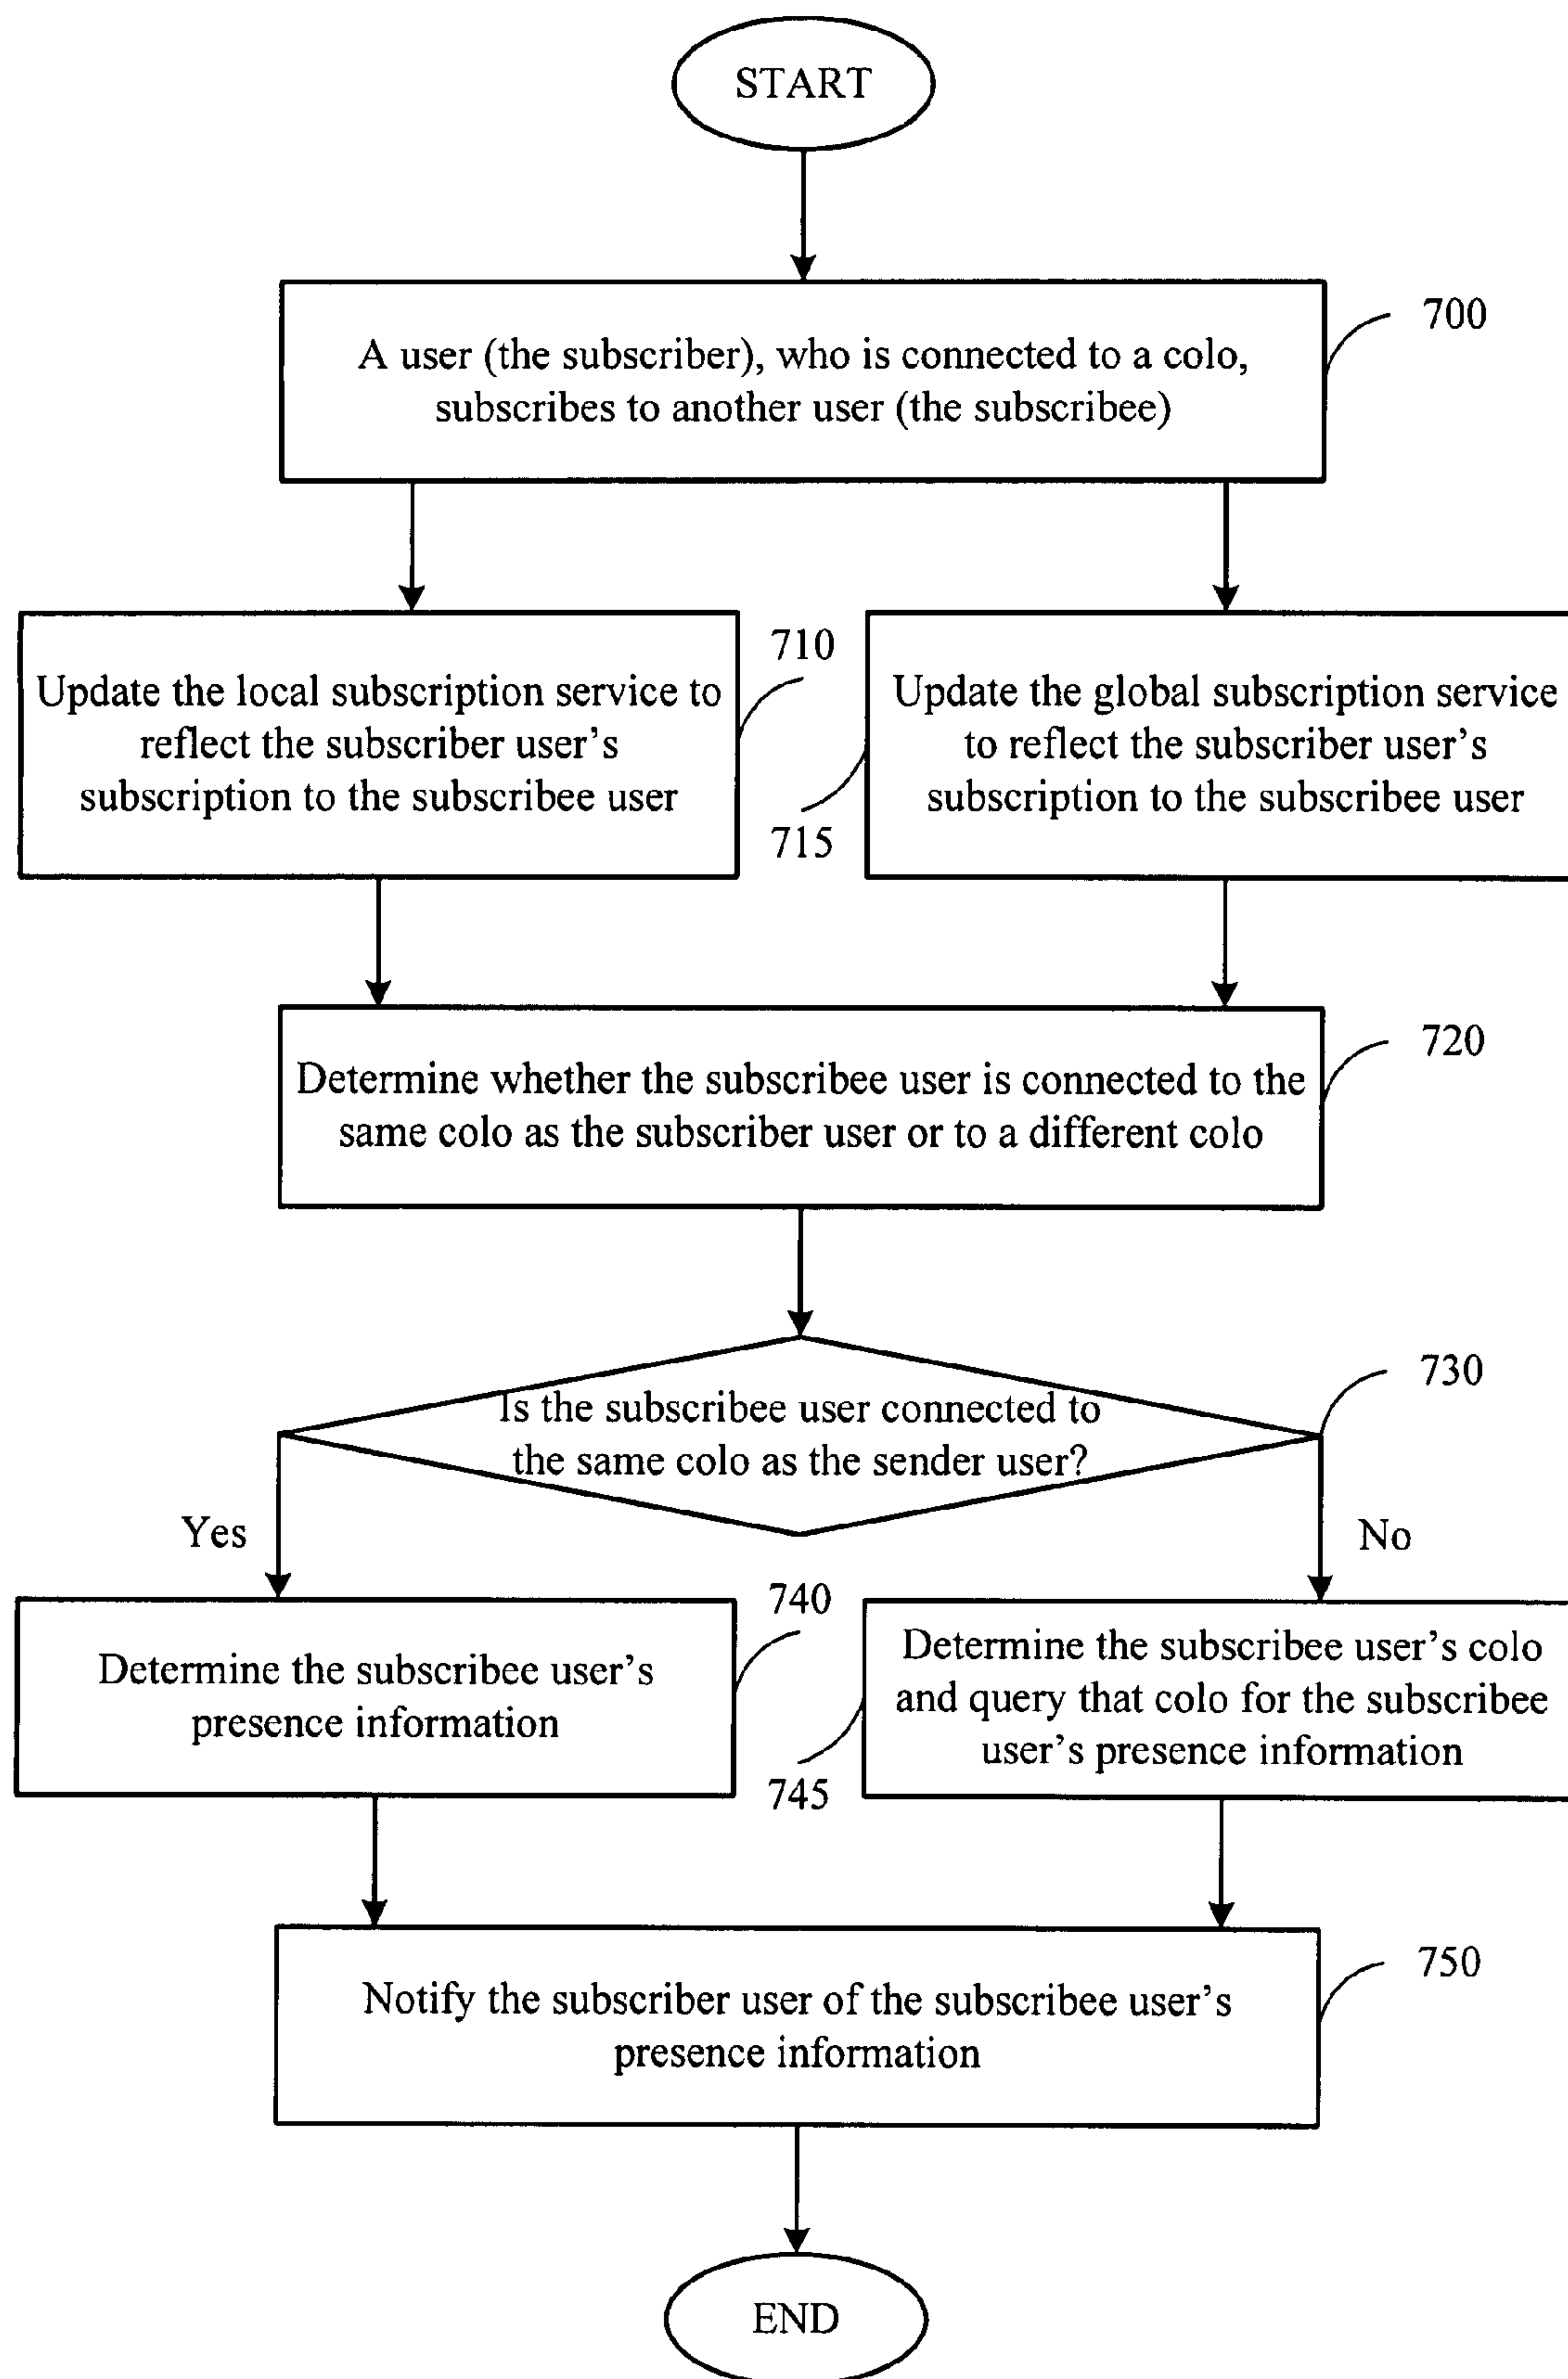 START
A user (the subscriber), who is connected to a colo,
subscribes to another user (the subscribee)
700
Update the local subscription service to
reflect the subscriber user's
subscription to the subscribee user
710
715
Update the global subscription service
to reflect the subscriber user's
subscription to the subscribee user
Determine whether the subscribee user is connected to the
same colo as the subscriber user or to a different colo
720
Is the subscribee user connected to
the same colo as the sender user?
730
Yes
No
Determine the subscribee user's
presence information
740
745
Determine the subscribee user's colo
and query that colo for the subscribee
user's presence information
Notify the subscriber user of the subscribee user's
presence information
750
END